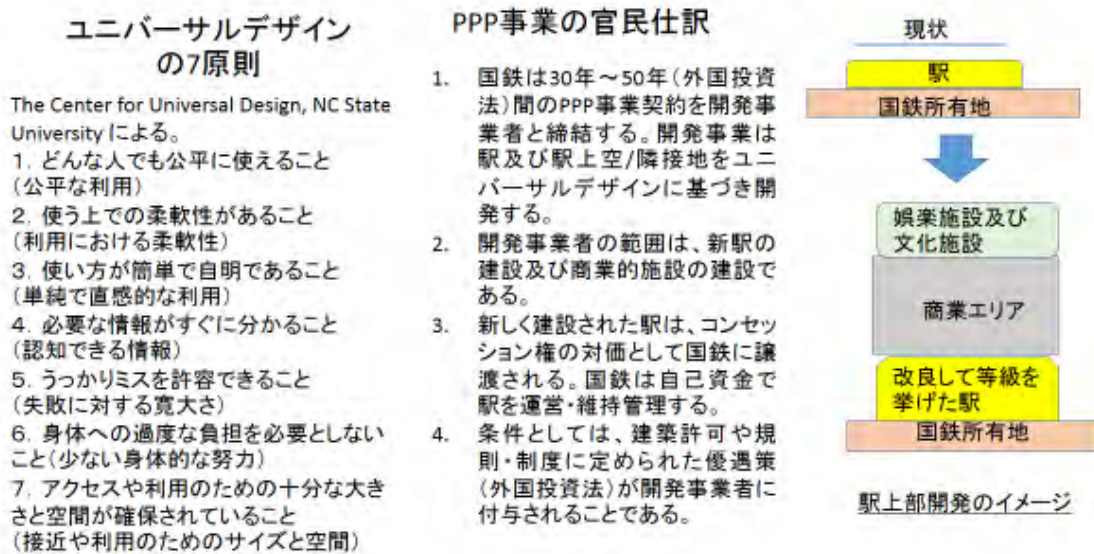 ユニバーサルデザイン
の7原則
The Center for Universal Design, NC State
University による。
1. どんな人でも公平に使えること
(公平な利用)
2. 使う上での柔軟性があること
(利用における柔軟性)
3. 使い方が簡単で自明であること
(単純で直感的な利用)
4. 必要な情報がすぐに分かること
(認知できる情報)
5. うっかりミスを許容できること
(失敗に対する寛大さ)
6. 身体への過度な負担を必要としない
こと(少ない身体的な努力)
7. アクセスや利用のための十分な大き
さと空間が確保されていること
(接近や利用のためのサイズと空間)
PPP事業の官民仕訳
1. 国鉄は30年~50年(外国投資
法)間のPPP事業契約を開発事
業者と締結する。開発事業は
駅及び駅上空/隣接地をユニ
バーサルデザインに基づき開
発する。
2. 開発事業者の範囲は、新駅の
建設及び商業的施設の建設で
ある。
3. 新しく建設された駅は、コンセッ
ション権の対価として国鉄に譲
渡される。国鉄は自己資金で
駅を運営・維持管理する。
4. 条件としては、建築許可や規
則・制度に定められた優遇策
(外国投資法)が開発事業者に
付与されることである。
現状
駅
国鉄所有地
娯楽施設及び
文化施設
商業エリア
改良して等級を
挙げた駅
国鉄所有地
駅上部開発のイメージ